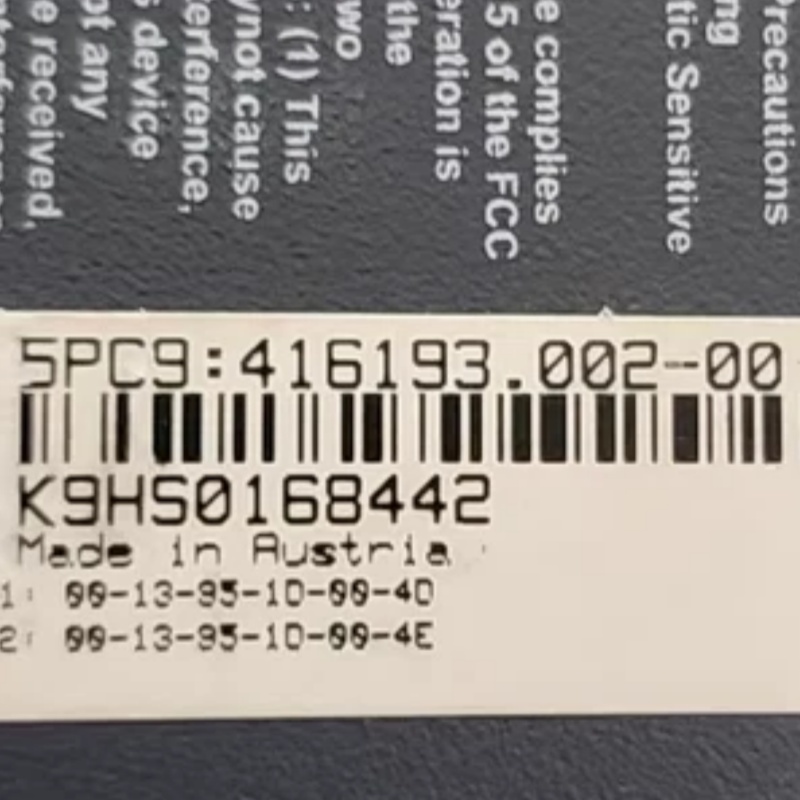 Precautions
ng
tic Sensitive
e complies
5 of the FCC
eration is
the
wo
: (1) This
ynot cause
erference,
s device
ot any
e received,
5PC9:416193.002-00
K9HS0168442
Made in Austria
1: 00-13-95-1D-00-4D
2: 00-13-95-1D-00-4E